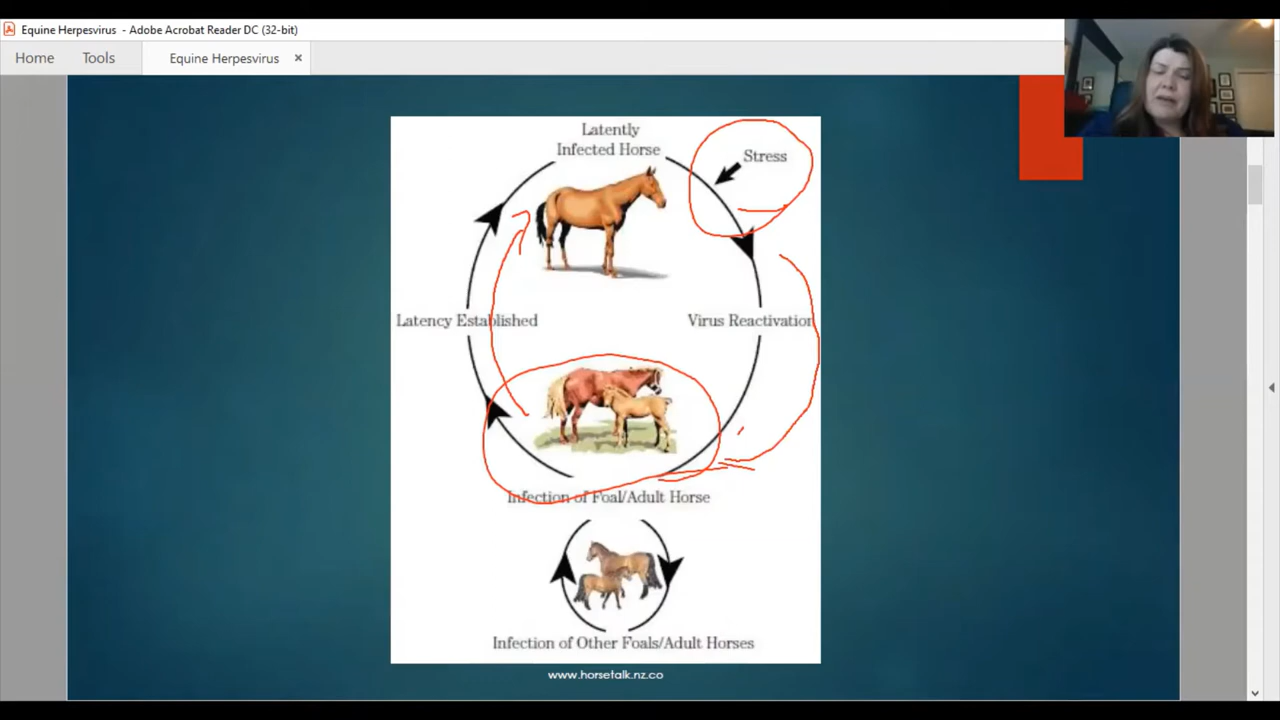 Equine Herpesvirus - Adobe Acrobat Reader DC (32-bit)
Home Tools Equine Herpesvirus ×
Latently
Infected Horse
Stress
Latency Established
Virus Reactivation
Infection of Foal/Adult Horse
Infection of Other Foals/Adult Horses
www.horsetalk.nz.co